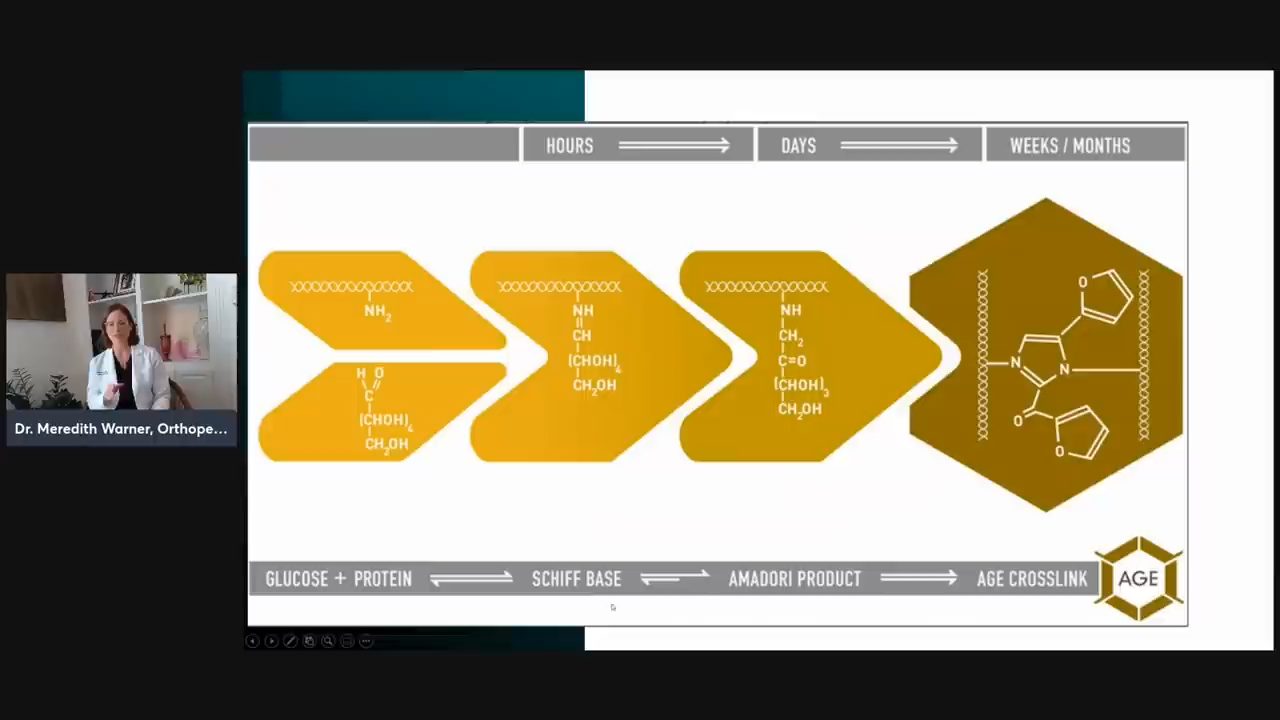 HOURS
DAYS
WEEKS / MONTHS
NH2
H O
C
(CHOH)4
CH2OH
NH
CH
(CHOH)4
CH2OH
NH
CH2
C=O
(CHOH)3
CH2OH
O
N
N
O
O
GLUCOSE + PROTEIN
SCHIFF BASE
AMADORI PRODUCT
AGE CROSSLINK
AGE
Dr. Meredith Warner, Orthope...